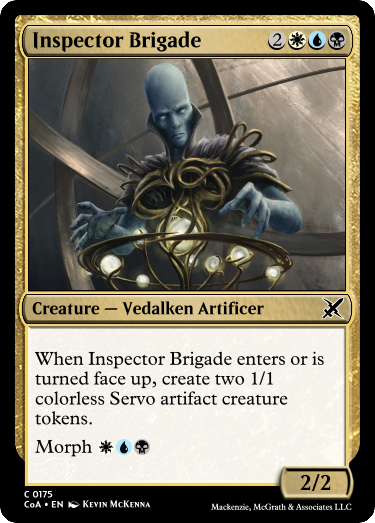 Inspector Brigade 2
Creature — Vedalken Artificer
When Inspector Brigade enters or is
turned face up, create two 1/1
colorless Servo artifact creature
tokens.
Morph
2/2
C 0175
CoA • EN Kevin McKenna
Mackenzie, McGrath & Associates LLC